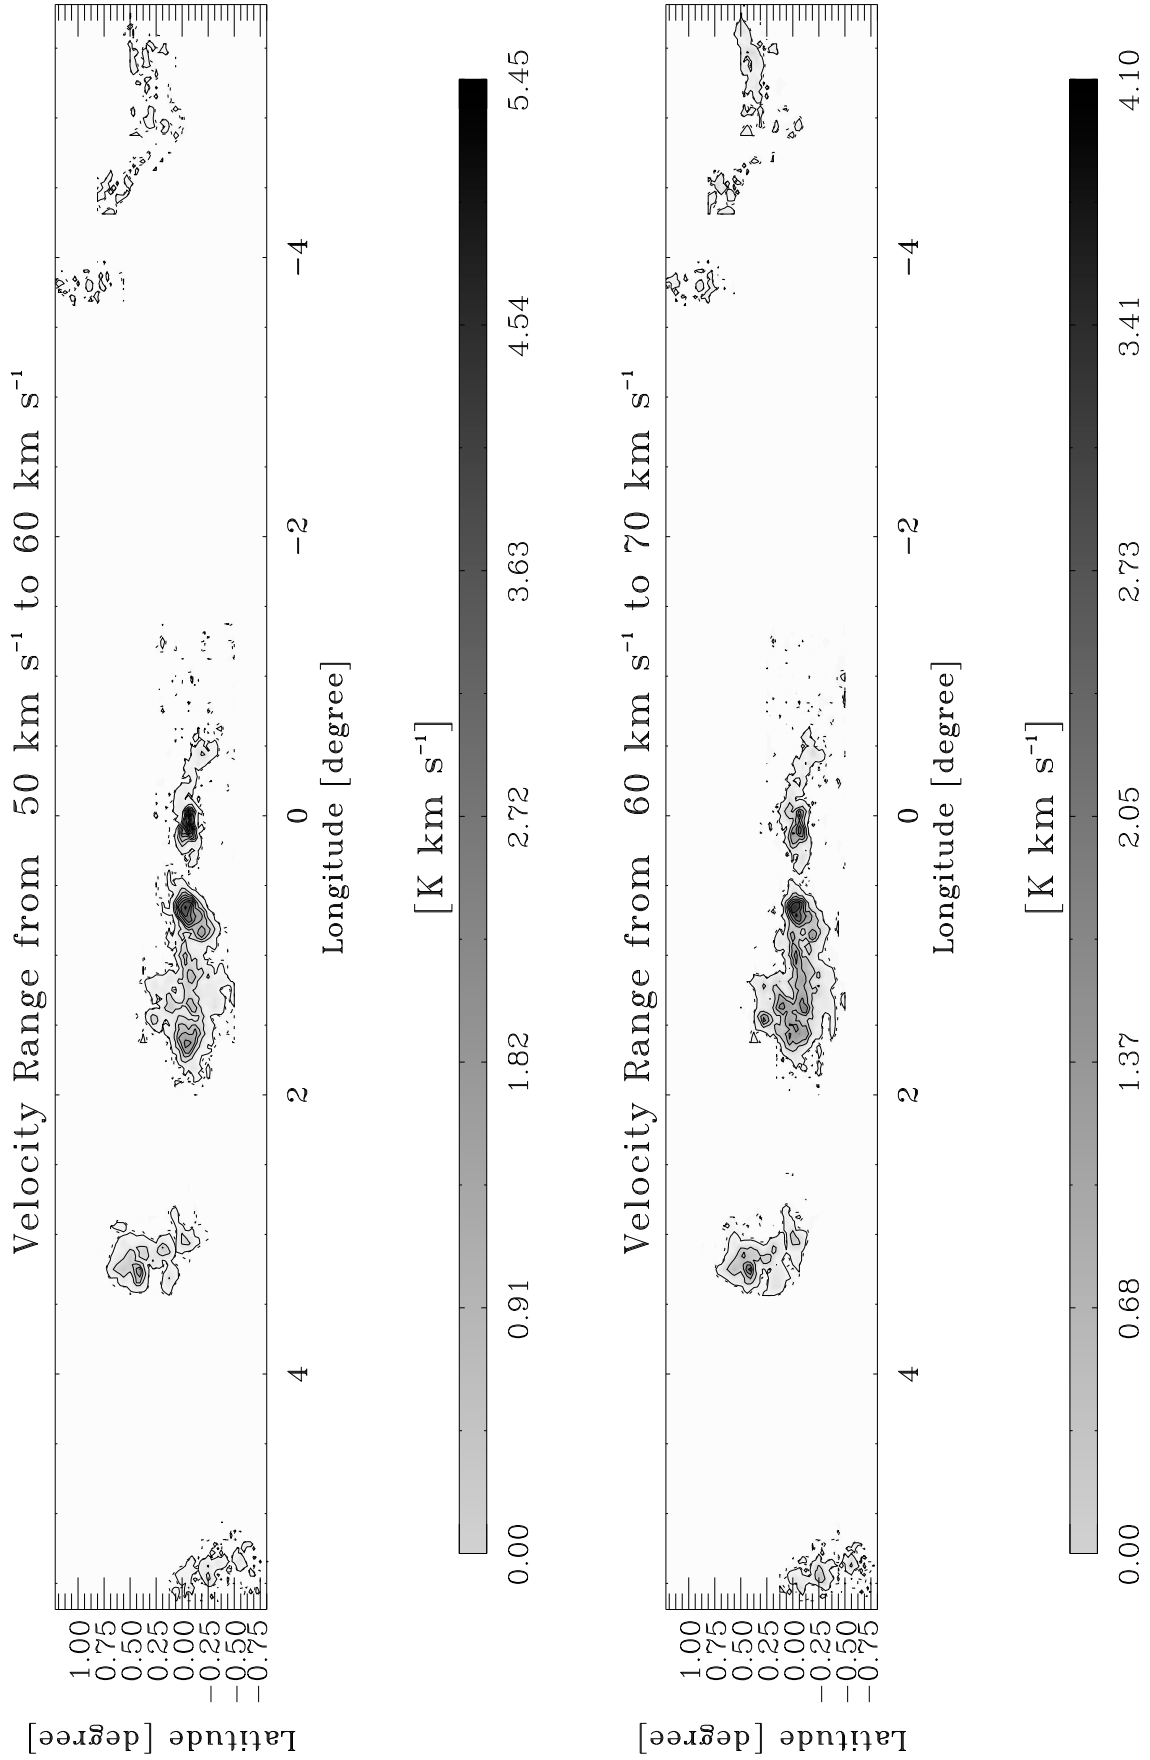 Velocity Range from 50 km s⁻¹ to 60 km s⁻¹
Latitude [degree]
1.00
0.75
0.50
0.25
0.00
−0.25
−0.50
−0.75
4 2 0 −2 −4
Longitude [degree]
[K km s⁻¹]
0.00 0.91 1.82 2.72 3.63 4.54 5.45
Velocity Range from 60 km s⁻¹ to 70 km s⁻¹
Latitude [degree]
1.00
0.75
0.50
0.25
0.00
−0.25
−0.50
−0.75
4 2 0 −2 −4
Longitude [degree]
[K km s⁻¹]
0.00 0.68 1.37 2.05 2.73 3.41 4.10